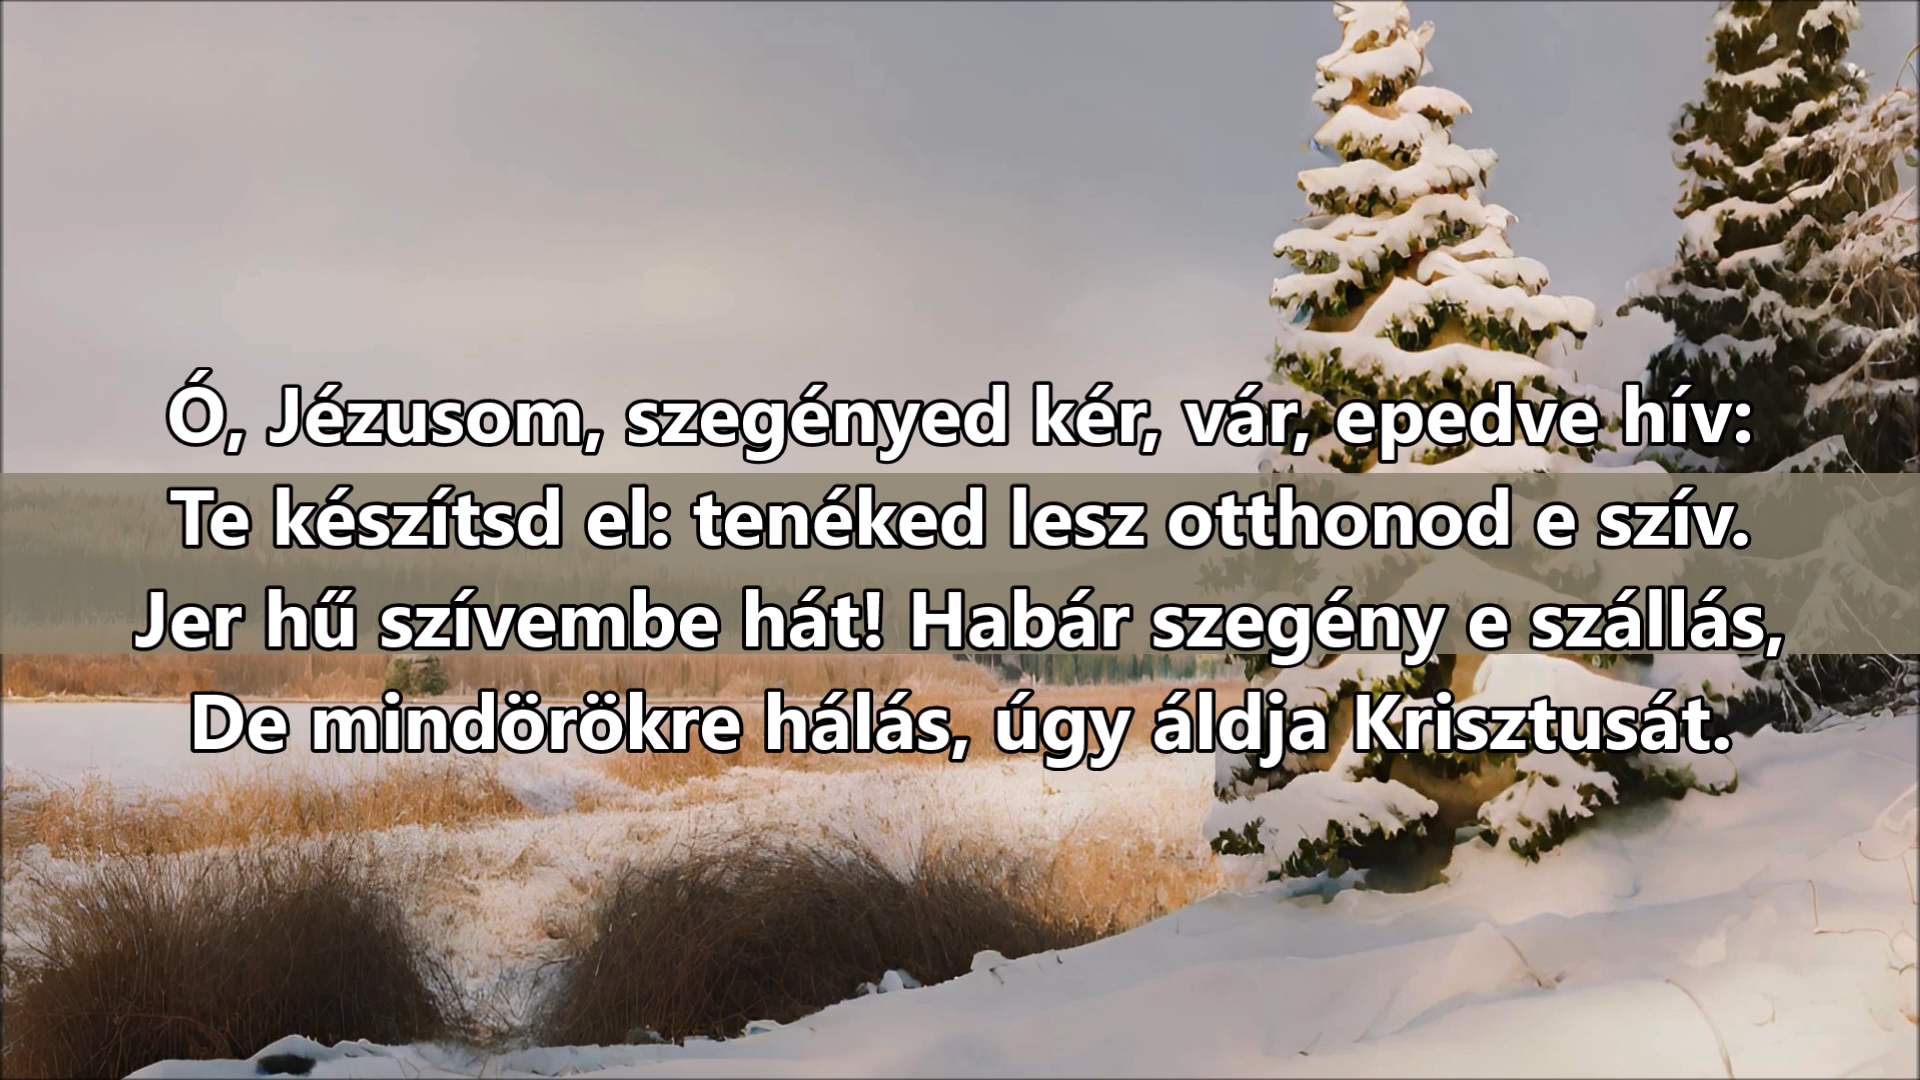 Ó, Jézusom, szegényed kér, vár, epedve hív:
Te készítsd el: tenéked lesz otthonod e szív.
Jer hű szívembe hát! Habár szegény e szállás,
De mindörökre hálás, úgy áldja Krisztusát.